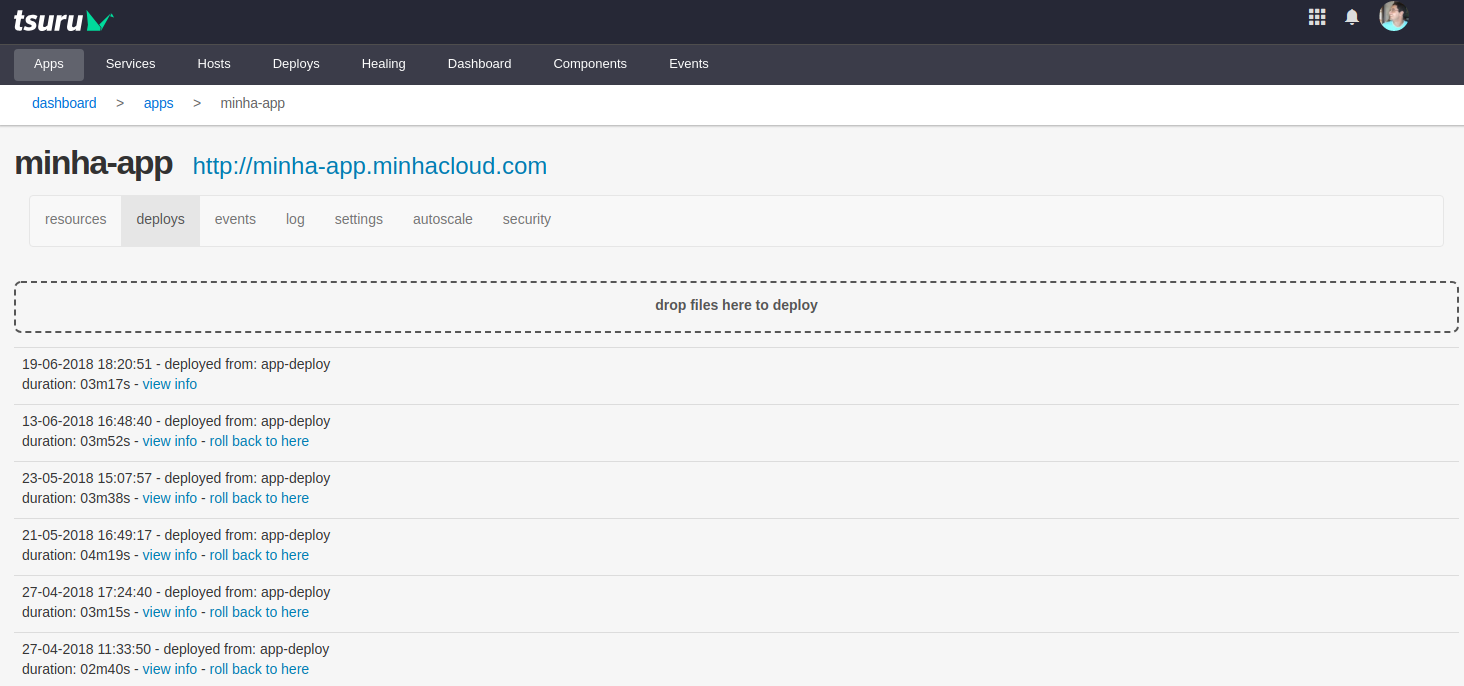 tsuru
Apps Services Hosts Deploys Healing Dashboard Components Events
dashboard > apps > minha-app
minha-app http://minha-app.minhacloud.com
resources deploys events log settings autoscale security
drop files here to deploy
19-06-2018 18:20:51 - deployed from: app-deploy
duration: 03m17s - view info
13-06-2018 16:48:40 - deployed from: app-deploy
duration: 03m52s - view info - roll back to here
23-05-2018 15:07:57 - deployed from: app-deploy
duration: 03m38s - view info - roll back to here
21-05-2018 16:49:17 - deployed from: app-deploy
duration: 04m19s - view info - roll back to here
27-04-2018 17:24:40 - deployed from: app-deploy
duration: 03m15s - view info - roll back to here
27-04-2018 11:33:50 - deployed from: app-deploy
duration: 02m40s - view info - roll back to here